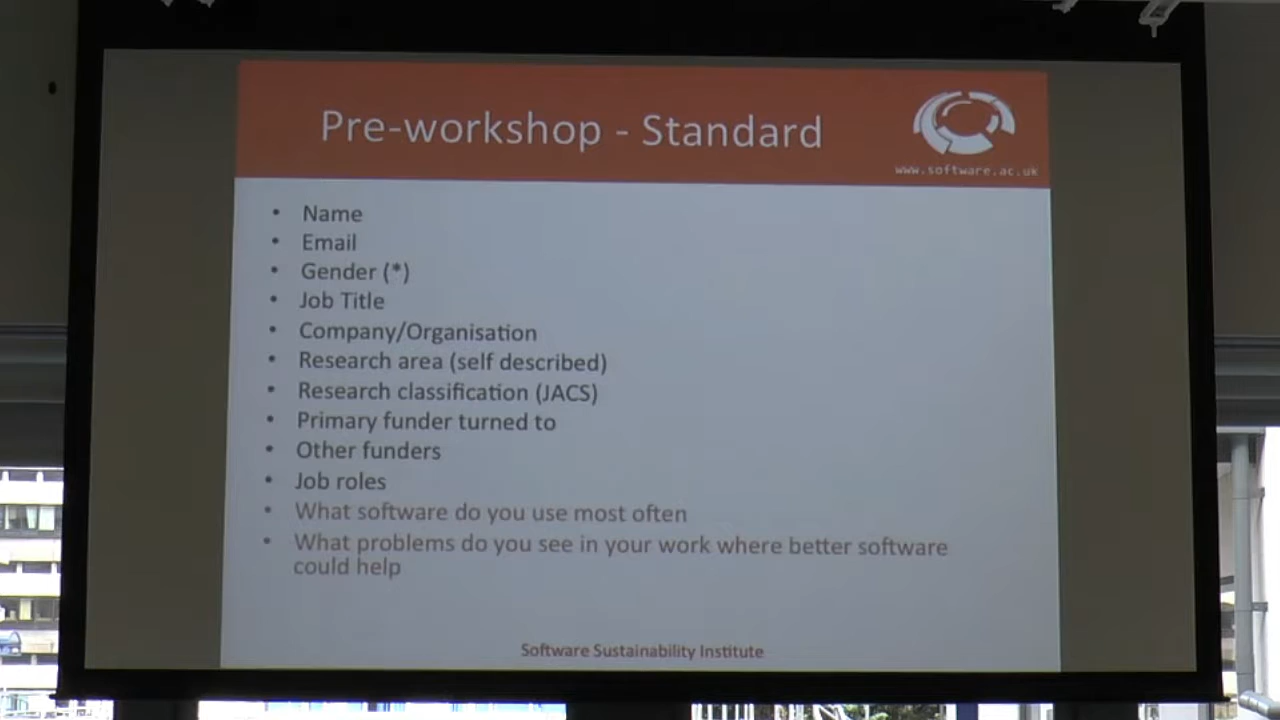 Pre-workshop - Standard
www.software.ac.uk
• Name
• Email
• Gender (*)
• Job Title
• Company/Organisation
• Research area (self described)
• Research classification (JACS)
• Primary funder turned to
• Other funders
• Job roles
• What software do you use most often
• What problems do you see in your work where better software
could help
Software Sustainability Institute